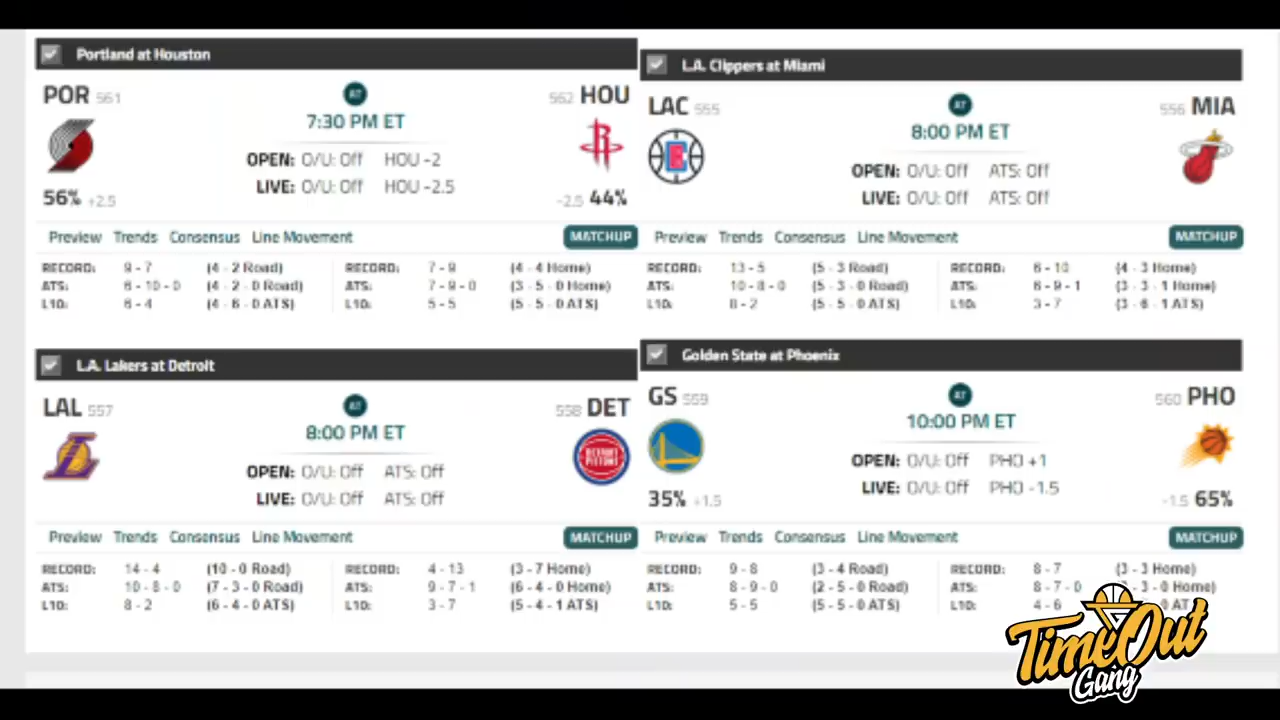 Portland at Houston
POR 561
AT
562 HOU
7:30 PM ET
OPEN: O/U: Off HOU -2
LIVE: O/U: Off HOU -2.5
56% +2.5
-2.5 44%
Preview Trends Consensus Line Movement MATCHUP
RECORD: 9 - 7 (4 - 2 Road) RECORD: 7 - 9 (4 - 4 Home)
ATS: 6 - 10 - 0 (4 - 2 - 0 Road) ATS: 7 - 9 - 0 (3 - 5 - 0 Home)
L10: 6 - 4 (4 - 6 - 0 ATS) L10: 5 - 5 (5 - 5 - 0 ATS)
L.A. Clippers at Miami
LAC 555
AT
556 MIA
8:00 PM ET
OPEN: O/U: Off ATS: Off
LIVE: O/U: Off ATS: Off
Preview Trends Consensus Line Movement MATCHUP
RECORD: 13 - 5 (5 - 3 Road) RECORD: 6 - 10 (4 - 3 Home)
ATS: 10 - 8 - 0 (5 - 3 - 0 Road) ATS: 6 - 9 - 1 (3 - 3 - 1 Home)
L10: 8 - 2 (5 - 5 - 0 ATS) L10: 3 - 7 (3 - 6 - 1 ATS)
L.A. Lakers at Detroit
LAL 557
AT
558 DET
8:00 PM ET
DETROIT PISTONS
OPEN: O/U: Off ATS: Off
LIVE: O/U: Off ATS: Off
Preview Trends Consensus Line Movement MATCHUP
RECORD: 14 - 4 (10 - 0 Road) RECORD: 4 - 13 (3 - 7 Home)
ATS: 10 - 8 - 0 (7 - 3 - 0 Road) ATS: 9 - 7 - 1 (6 - 4 - 0 Home)
L10: 8 - 2 (6 - 4 - 0 ATS) L10: 3 - 7 (5 - 4 - 1 ATS)
Golden State at Phoenix
GS 559
AT
560 PHO
10:00 PM ET
OPEN: O/U: Off PHO +1
LIVE: O/U: Off PHO -1.5
35% +1.5
-1.5 65%
Preview Trends Consensus Line Movement MATCHUP
RECORD: 9 - 8 (3 - 4 Road) RECORD: 8 - 7 (3 - 3 Home)
ATS: 8 - 9 - 0 (2 - 5 - 0 Road) ATS: 8 - 7 - 0 - 3 - 0 Home)
L10: 5 - 5 (5 - 5 - 0 ATS) L10: 4 - 6
TimeOut
Gang